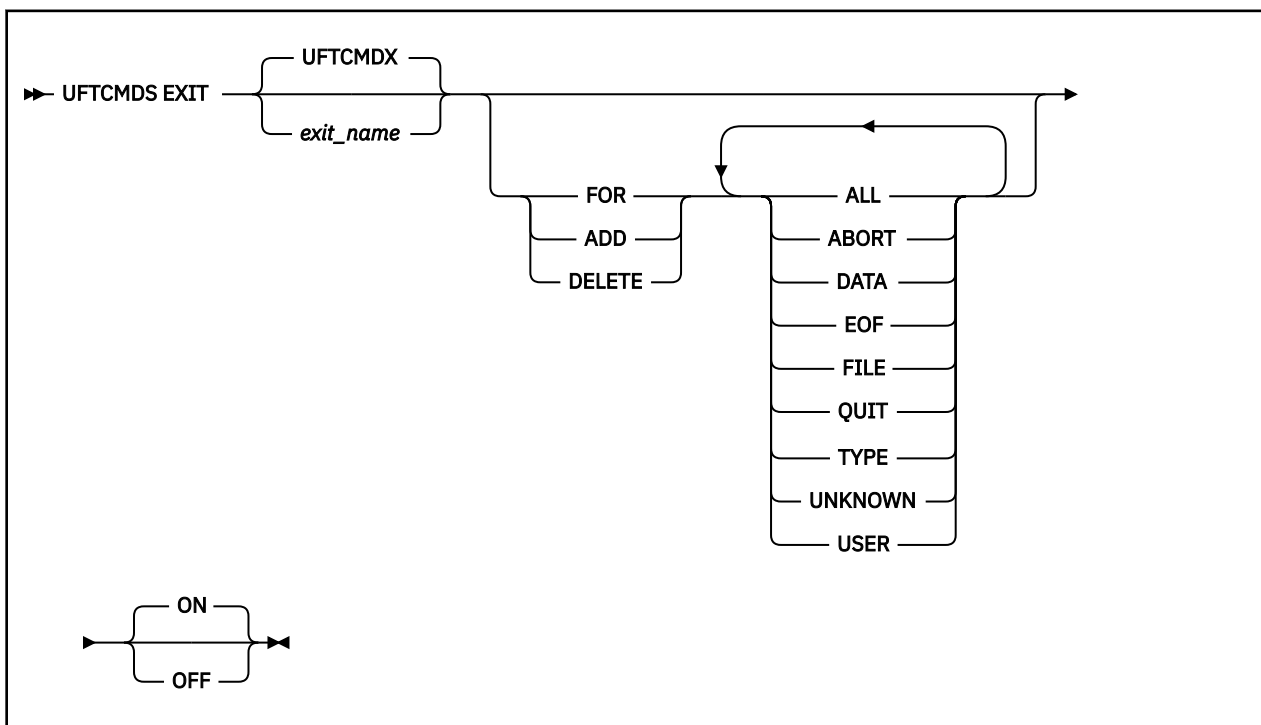 UFTCMDX
UFTCMDS EXIT
exit_name
FOR
ADD
DELETE
ALL
ABORT
DATA
EOF
FILE
QUIT
TYPE
UNKNOWN
USER
ON
OFF